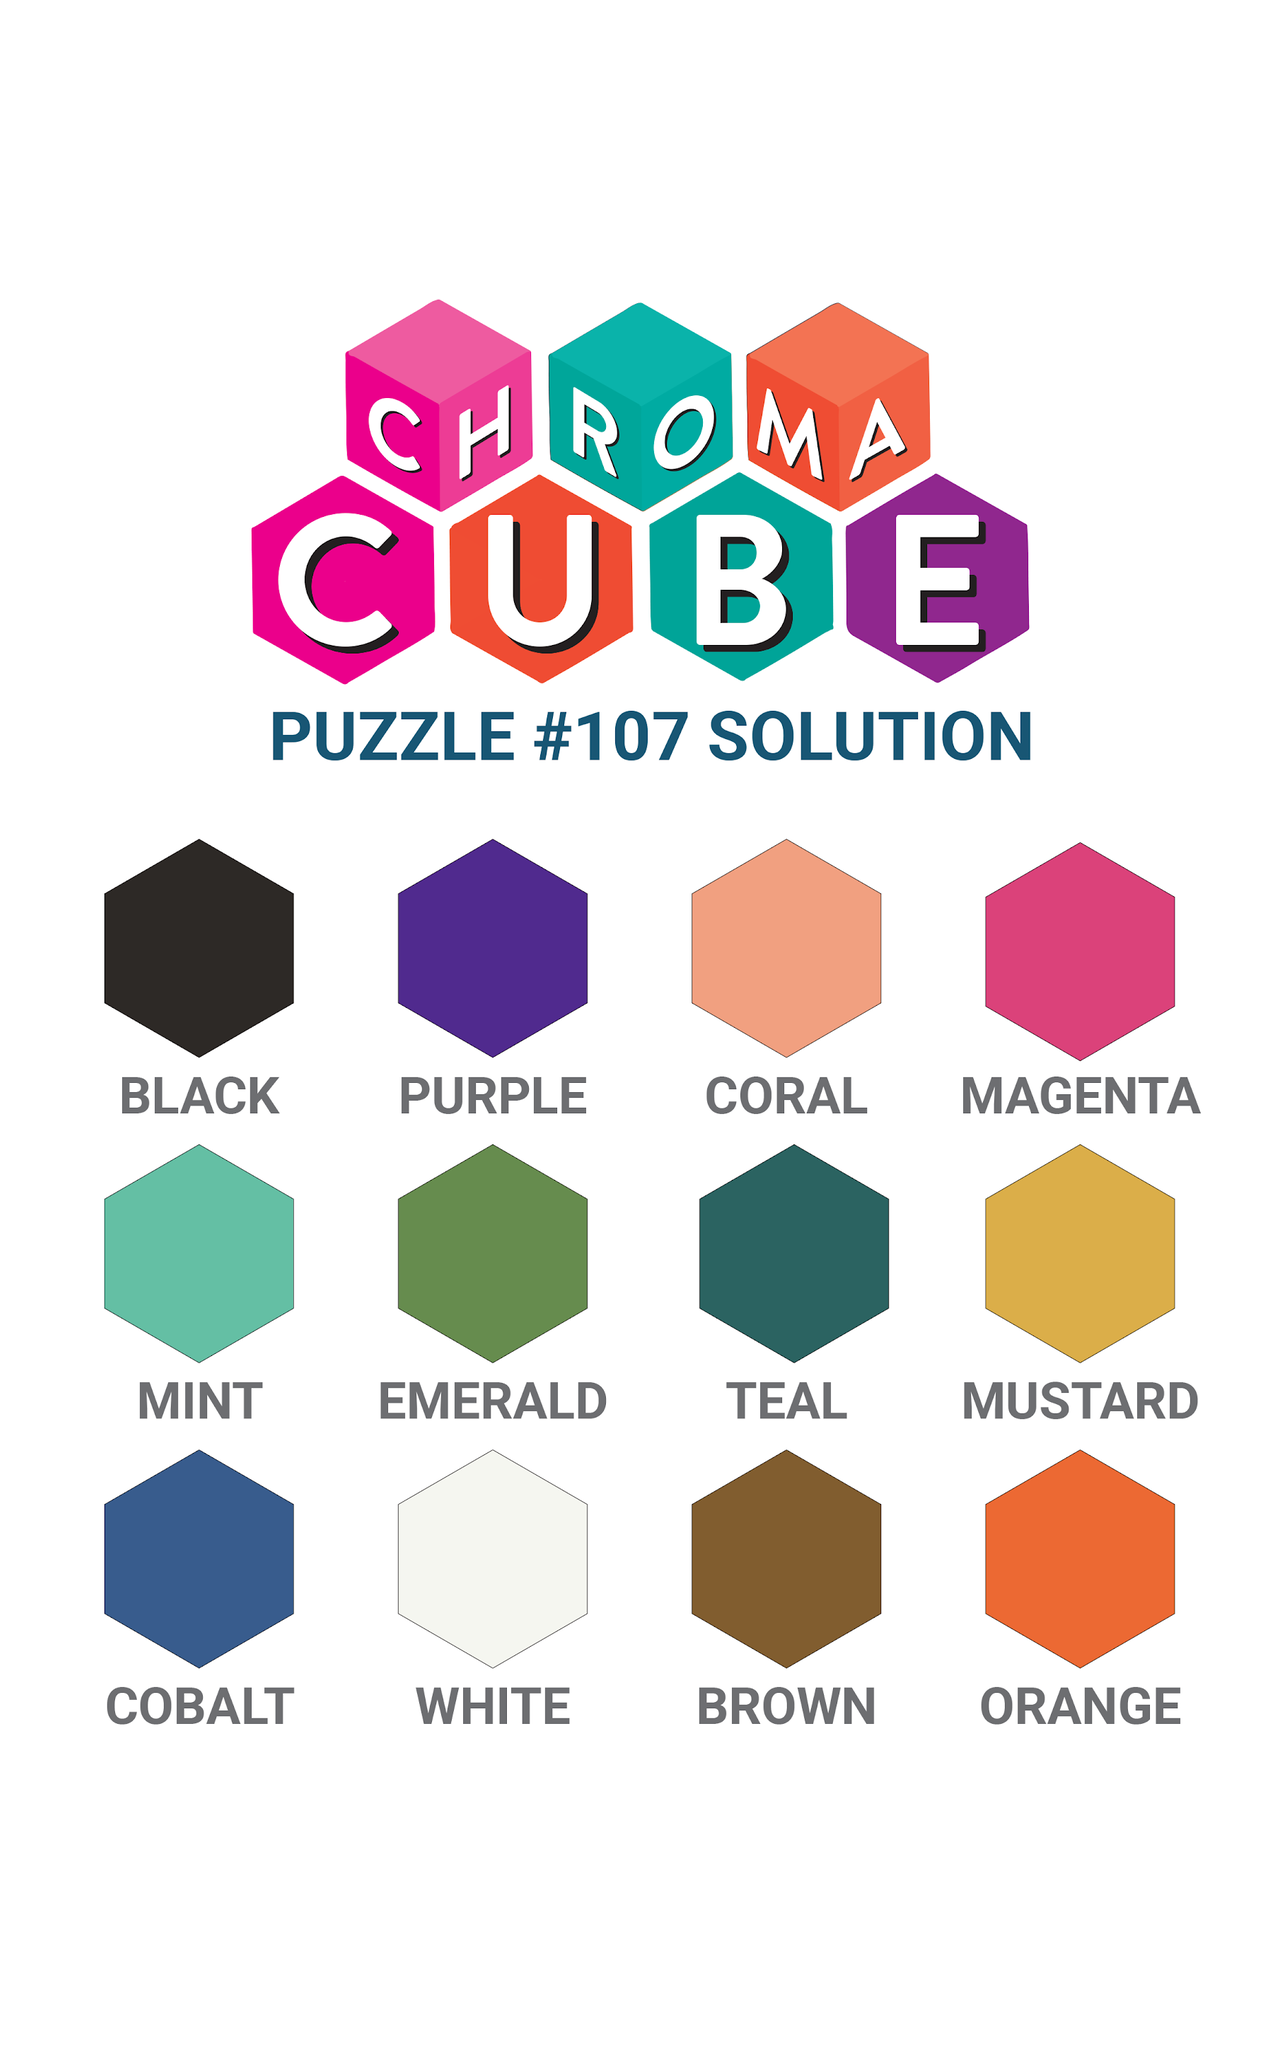 CHROMA
CUBE
PUZZLE #107 SOLUTION
BLACK PURPLE CORAL MAGENTA
MINT EMERALD TEAL MUSTARD
COBALT WHITE BROWN ORANGE